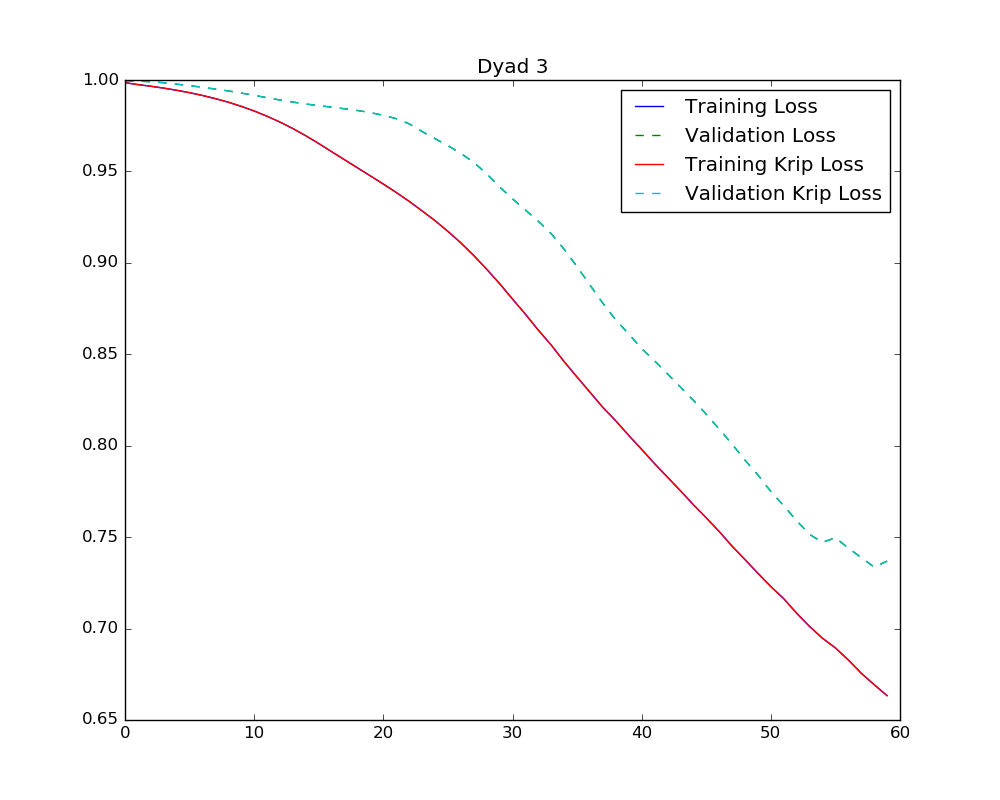 Dyad 3
1.00
0.95
0.90
0.85
0.80
0.75
0.70
0.65
Training Loss
Validation Loss
Training Krip Loss
Validation Krip Loss
0 10 20 30 40 50 60